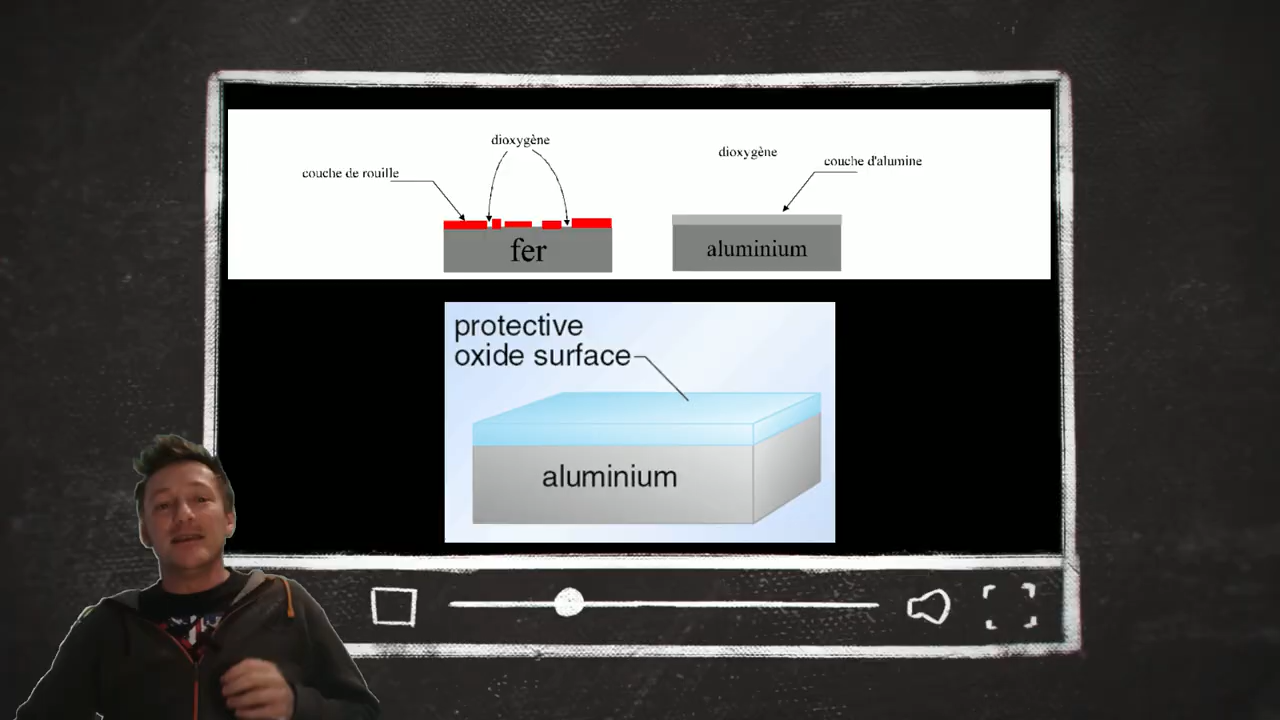 dioxygène
couche de rouille
fer
dioxygène
couche d'alumine
aluminium
protective
oxide surface
aluminium